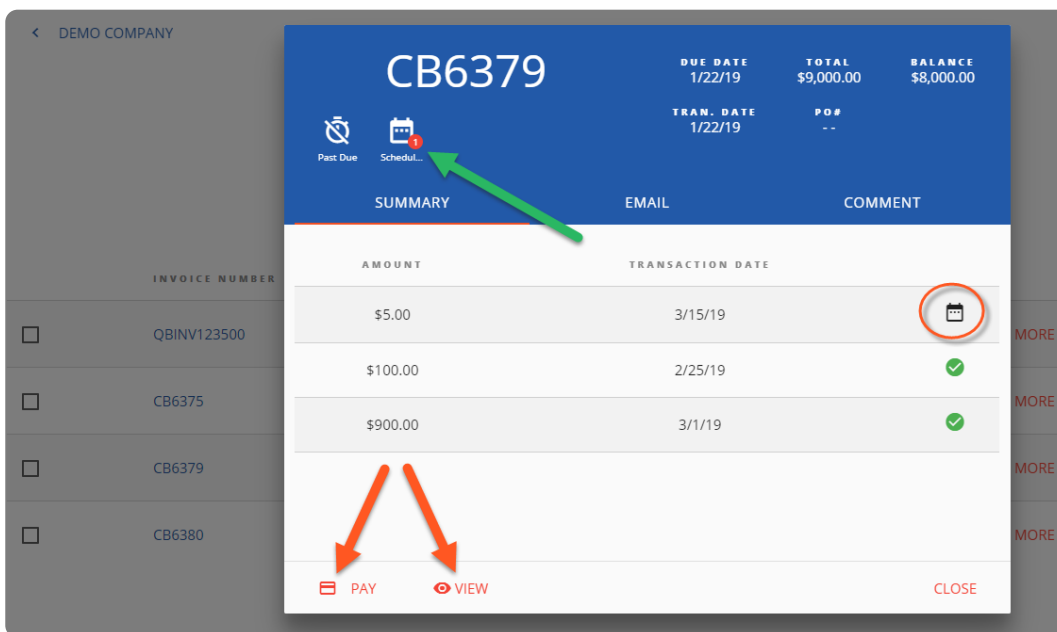 DEMO COMPANY
CB6379
DUE DATE
1/22/19
TOTAL
$9,000.00
BALANCE
$8,000.00
TRAN. DATE
1/22/19
PO#
--
Past Due
1
Schedul...
SUMMARY EMAIL COMMENT
INVOICE NUMBER
AMOUNT TRANSACTION DATE
$5.00 3/15/19
$100.00 2/25/19
$900.00 3/1/19
QBINV123500 MORE
CB6375 MORE
CB6379 MORE
CB6380 MORE
PAY VIEW CLOSE